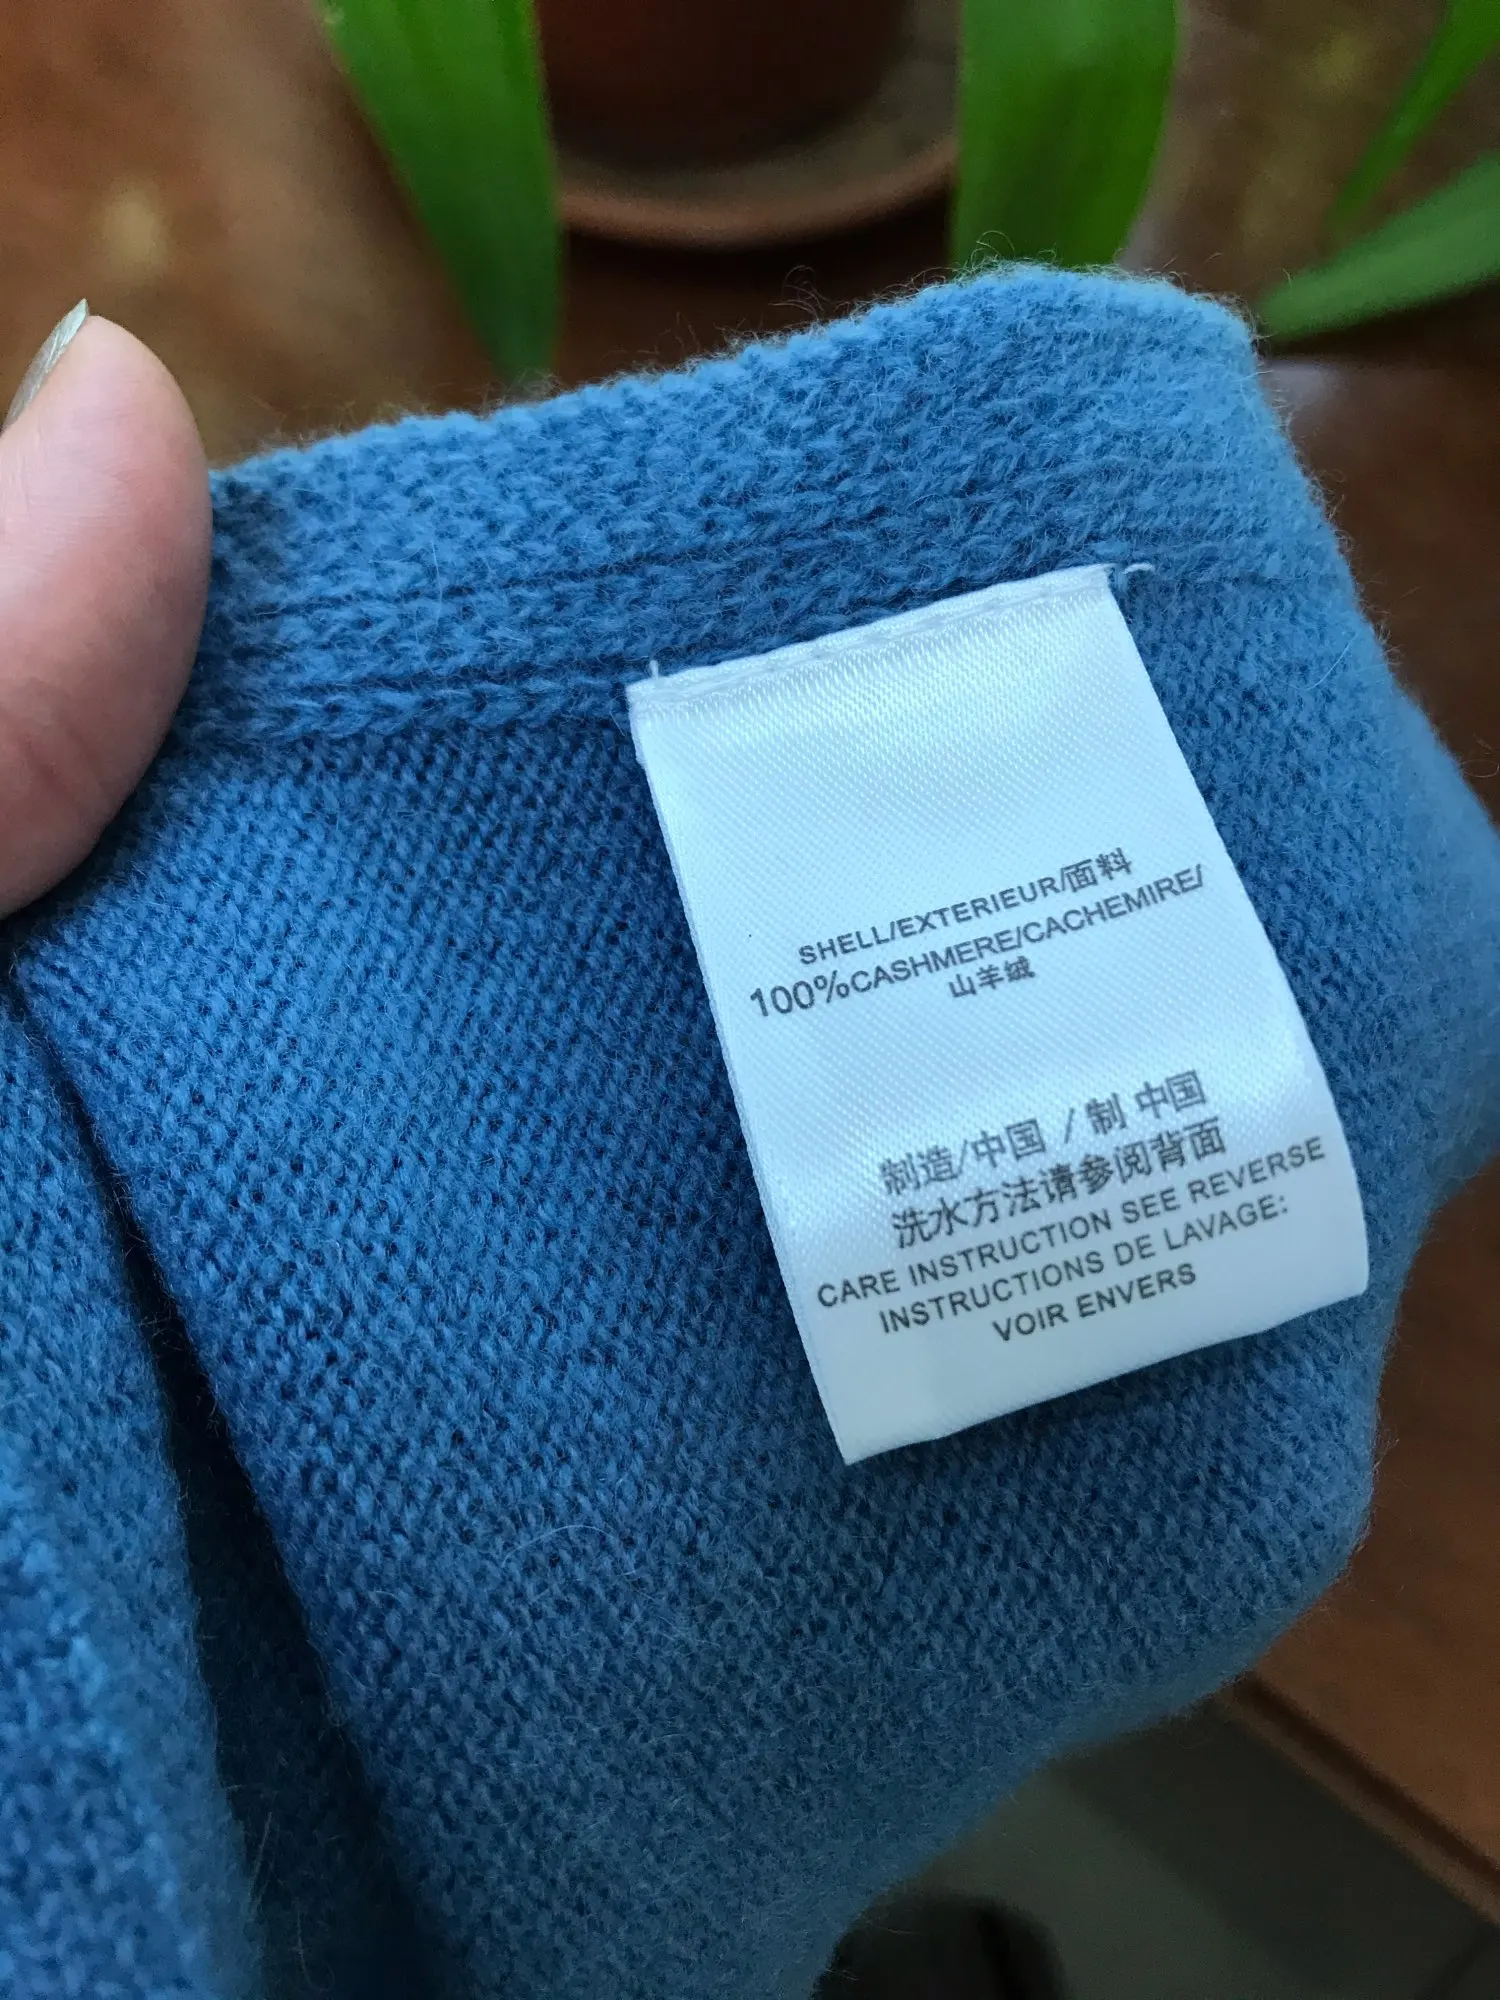 SHELL/EXTERIEUR/面料
100%CASHMERE/CACHEMIRE/
山羊绒
制造/中国 / 制 中国
洗水方法请参阅背面
CARE INSTRUCTION SEE REVERSE
INSTRUCTIONS DE LAVAGE:
VOIR ENVERS